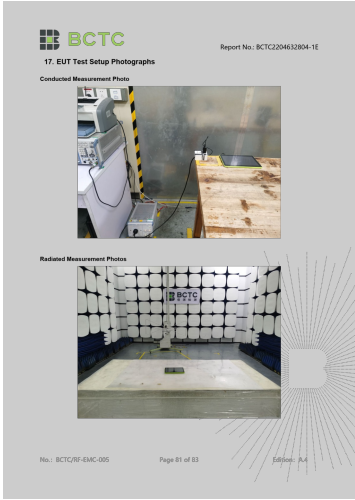 BCTC
Report No.: BCTC2204632804-1E
17. EUT Test Setup Photographs
Conducted Measurement Photo
Radiated Measurement Photos
BCTC
No.: BCTC/RF-EMC-005
Page 81 of 83
Edition: A.4